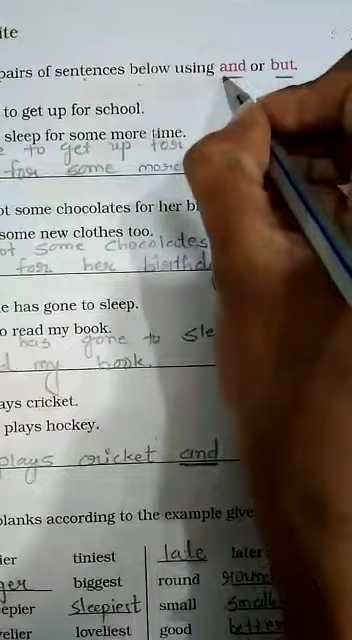 ite
pairs of sentences below using and or but.
to get up for school.
sleep for some more time.
to get up for
for some more
ot some chocolates for her b
some new clothes too.
ot some chocolates
for her birthd
e has gone to sleep.
o read my book.
has gone to sle
my book.
ays cricket.
plays hockey.
plays cricket and
blanks according to the example give
ier tiniest late later
ger biggest round
epier sleepiest small
velier loveliest good